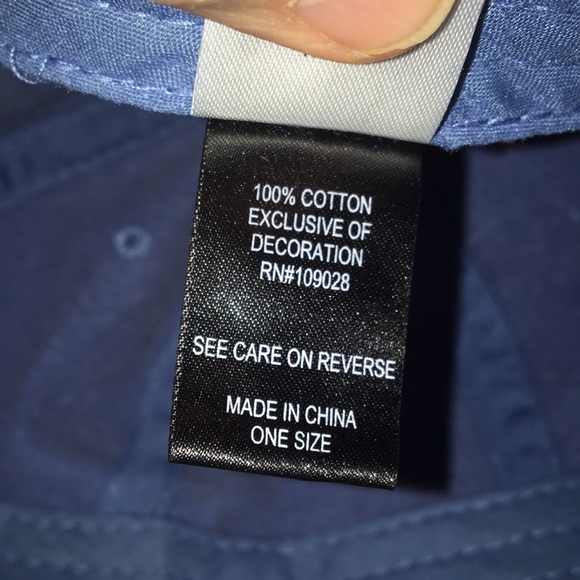 100% COTTON
EXCLUSIVE OF
DECORATION
RN#109028
SEE CARE ON REVERSE
MADE IN CHINA
ONE SIZE